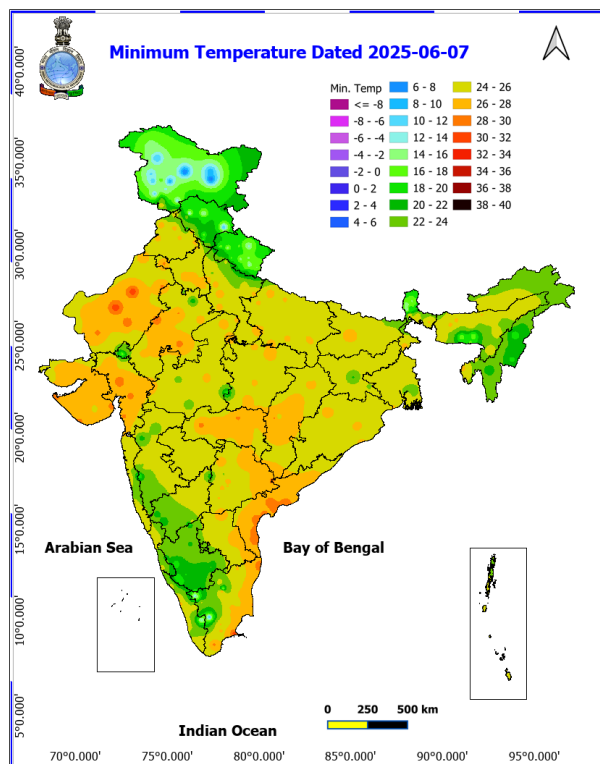 Minimum Temperature Dated 2025-06-07
Min. Temp
<= -8
-8 - -6
-6 - -4
-4 - -2
-2 - 0
0 - 2
2 - 4
4 - 6
6 - 8
8 - 10
10 - 12
12 - 14
14 - 16
16 - 18
18 - 20
20 - 22
22 - 24
24 - 26
26 - 28
28 - 30
30 - 32
32 - 34
34 - 36
36 - 38
38 - 40
40°0.000'
35°0.000'
30°0.000'
25°0.000'
20°0.000'
15°0.000'
10°0.000'
5°0.000'
Arabian Sea
Bay of Bengal
Indian Ocean
0 250 500 km
70°0.000' 75°0.000' 80°0.000' 85°0.000' 90°0.000' 95°0.000'